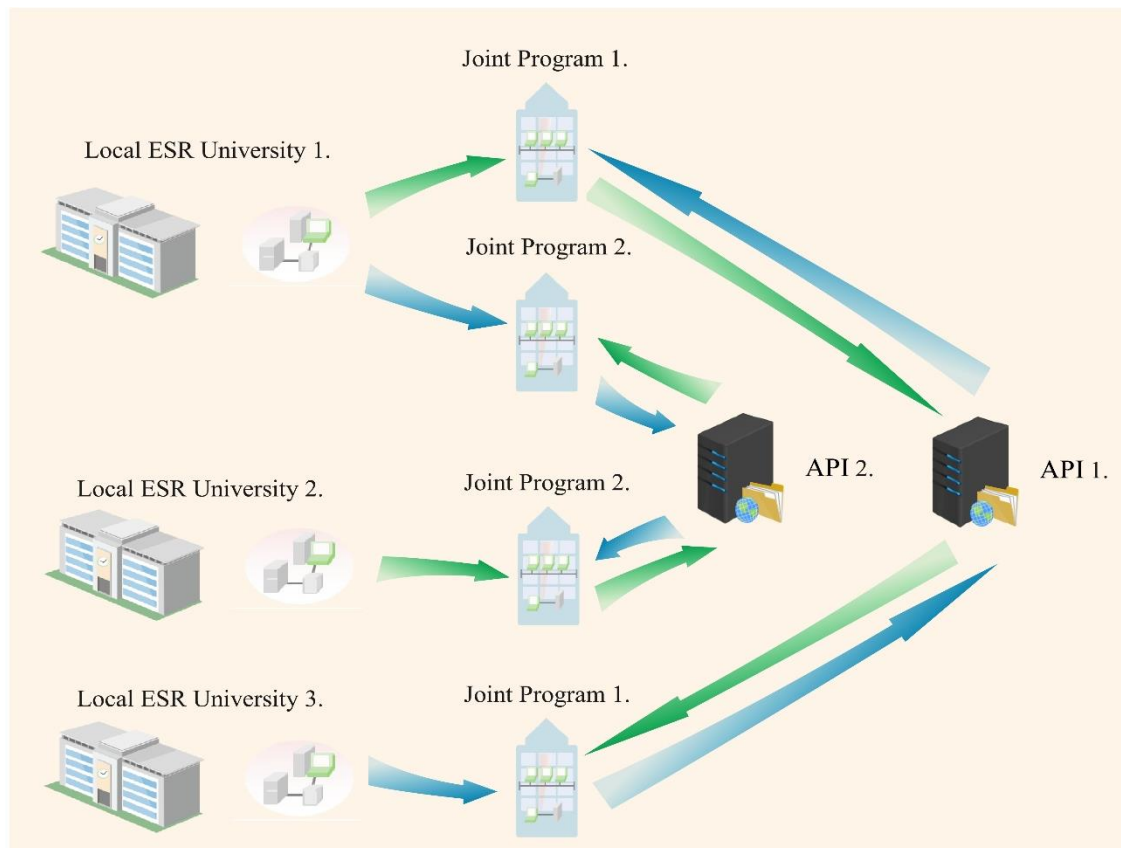 Joint Program 1.
Local ESR University 1.
Joint Program 2.
API 2.
API 1.
Local ESR University 2.
Joint Program 2.
Local ESR University 3.
Joint Program 1.